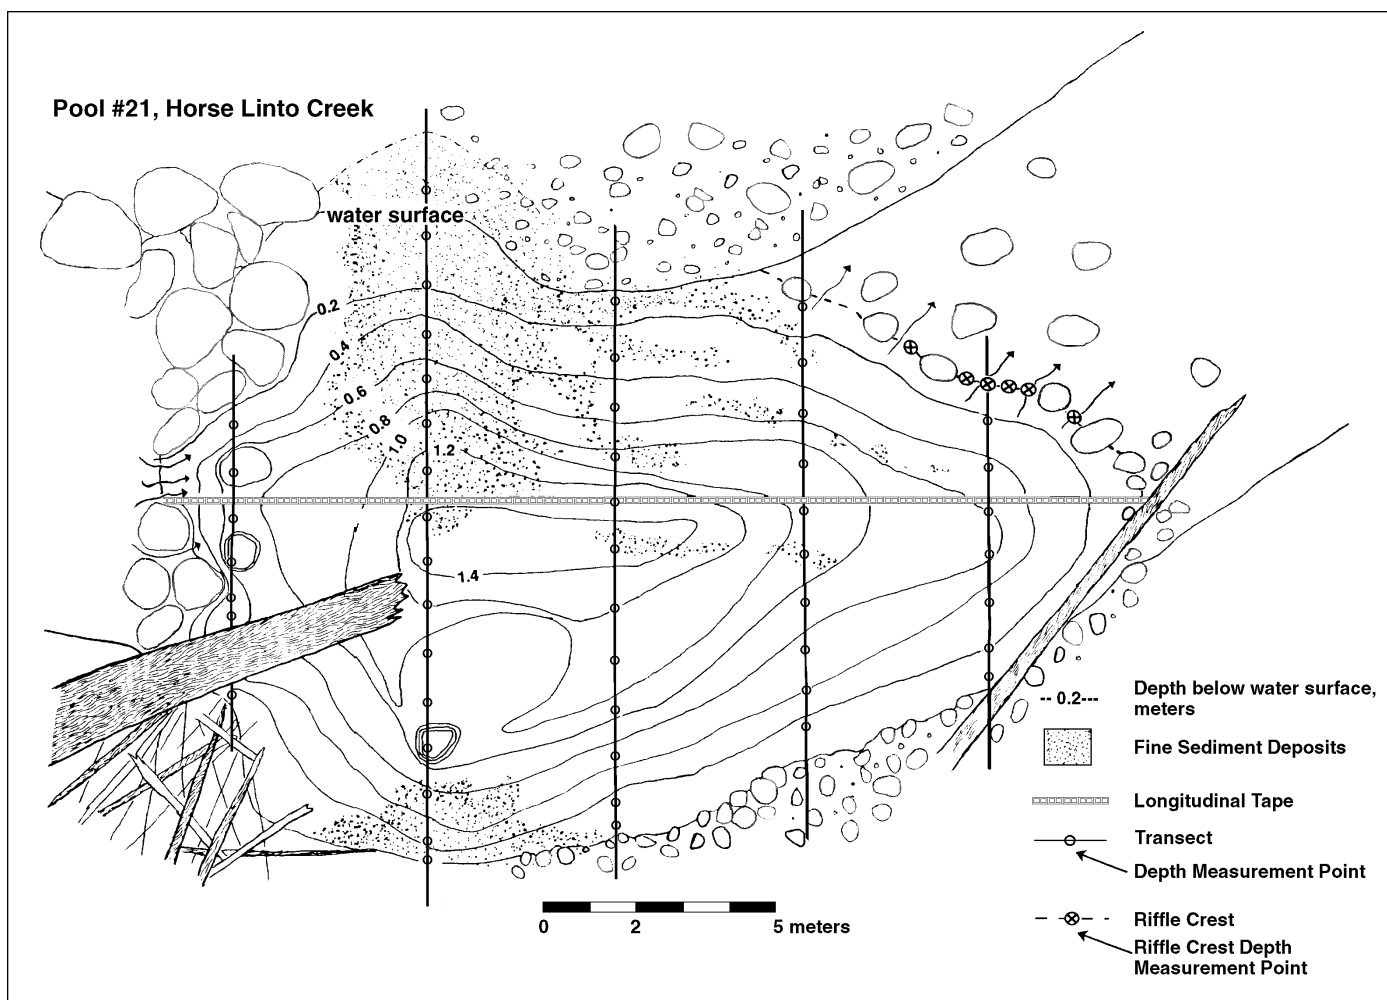 Pool #21, Horse Linto Creek
water surface
0.2
0.4
0.6
0.8
1.0
1.2
1.4
-- 0.2---
Depth below water surface,
meters
Fine Sediment Deposits
Longitudinal Tape
Transect
Depth Measurement Point
Riffle Crest
Riffle Crest Depth
Measurement Point
0 2 5 meters